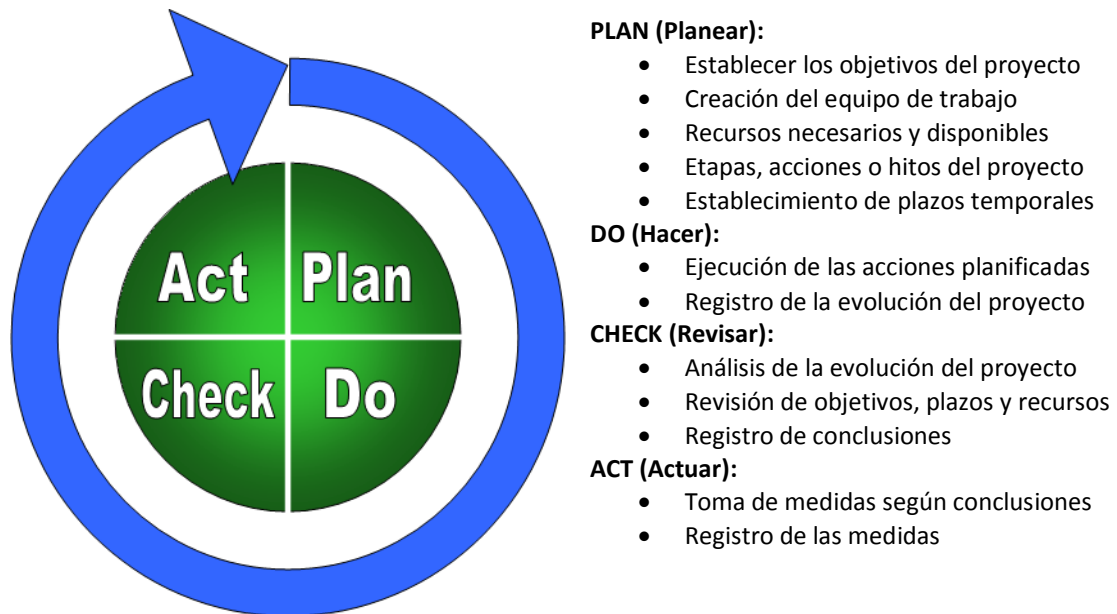 Act Plan
Check Do
PLAN (Planear):
• Establecer los objetivos del proyecto
• Creación del equipo de trabajo
• Recursos necesarios y disponibles
• Etapas, acciones o hitos del proyecto
• Establecimiento de plazos temporales
DO (Hacer):
• Ejecución de las acciones planificadas
• Registro de la evolución del proyecto
CHECK (Revisar):
• Análisis de la evolución del proyecto
• Revisión de objetivos, plazos y recursos
• Registro de conclusiones
ACT (Actuar):
• Toma de medidas según conclusiones
• Registro de las medidas